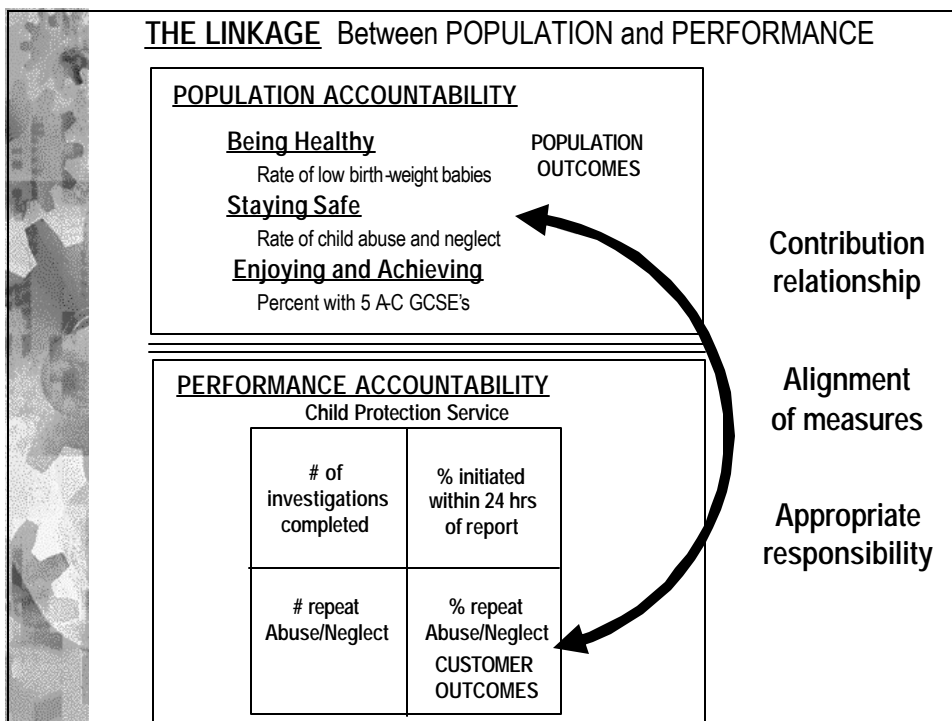 THE LINKAGE Between POPULATION and PERFORMANCE
POPULATION ACCOUNTABILITY
Being Healthy
Rate of low birth-weight babies
Staying Safe
Rate of child abuse and neglect
Enjoying and Achieving
Percent with 5 A-C GCSE's
POPULATION
OUTCOMES
Contribution
relationship
Alignment
of measures
Appropriate
responsibility
PERFORMANCE ACCOUNTABILITY
Child Protection Service
# of
investigations
completed
% initiated
within 24 hrs
of report
# repeat
Abuse/Neglect
% repeat
Abuse/Neglect
CUSTOMER
OUTCOMES